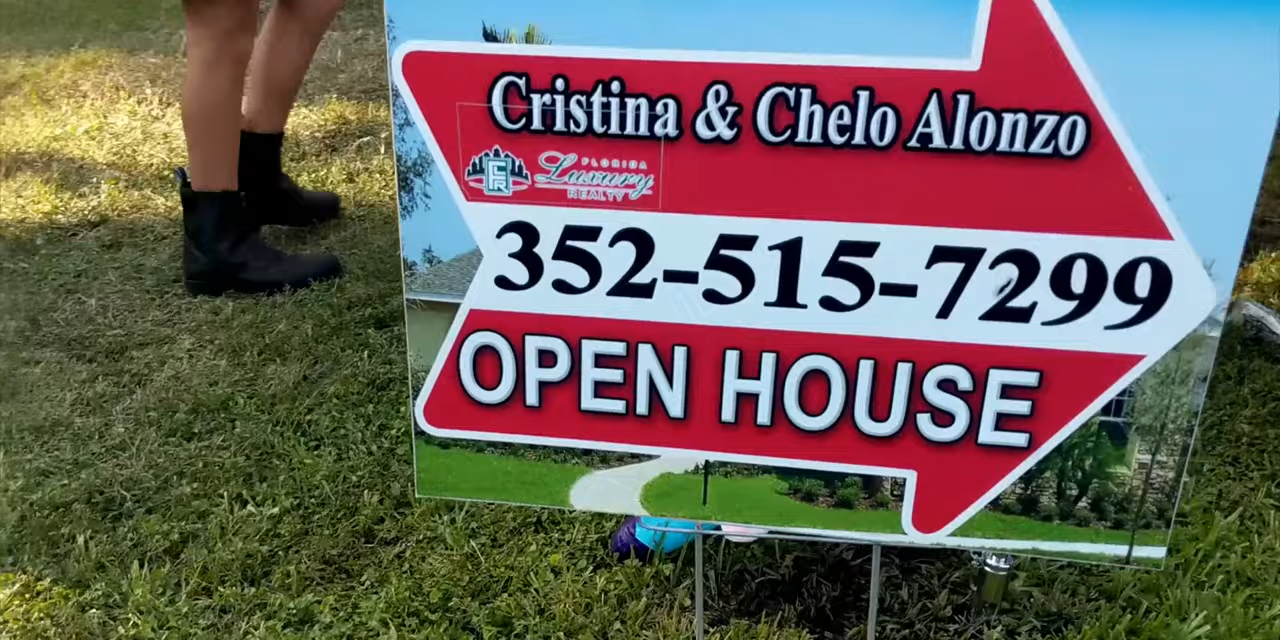 Cristina & Chelo Alonzo
FLORIDA
Luxury
REALTY
352-515-7299
OPEN HOUSE